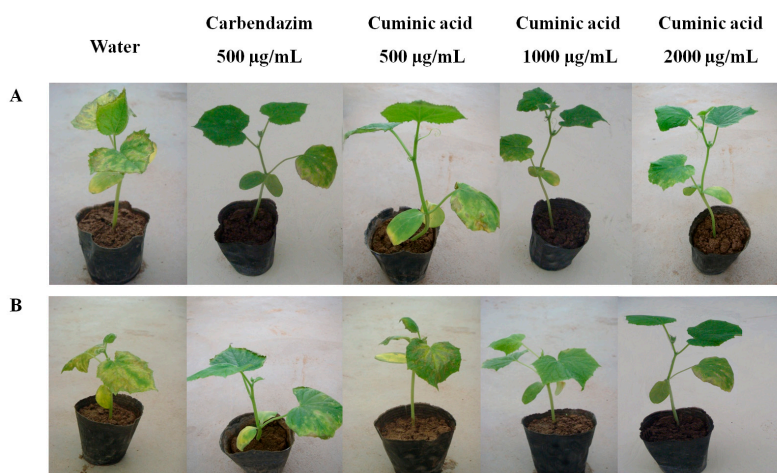 Water
Carbendazim
500 μg/mL
Cuminic acid
500 μg/mL
Cuminic acid
1000 μg/mL
Cuminic acid
2000 μg/mL
A
B